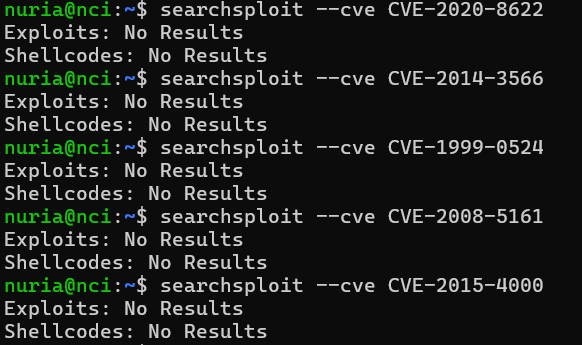 nuria@nci:~$ searchsploit --cve CVE-2020-8622
Exploits: No Results
Shellcodes: No Results
nuria@nci:~$ searchsploit --cve CVE-2014-3566
Exploits: No Results
Shellcodes: No Results
nuria@nci:~$ searchsploit --cve CVE-1999-0524
Exploits: No Results
Shellcodes: No Results
nuria@nci:~$ searchsploit --cve CVE-2008-5161
Exploits: No Results
Shellcodes: No Results
nuria@nci:~$ searchsploit --cve CVE-2015-4000
Exploits: No Results
Shellcodes: No Results